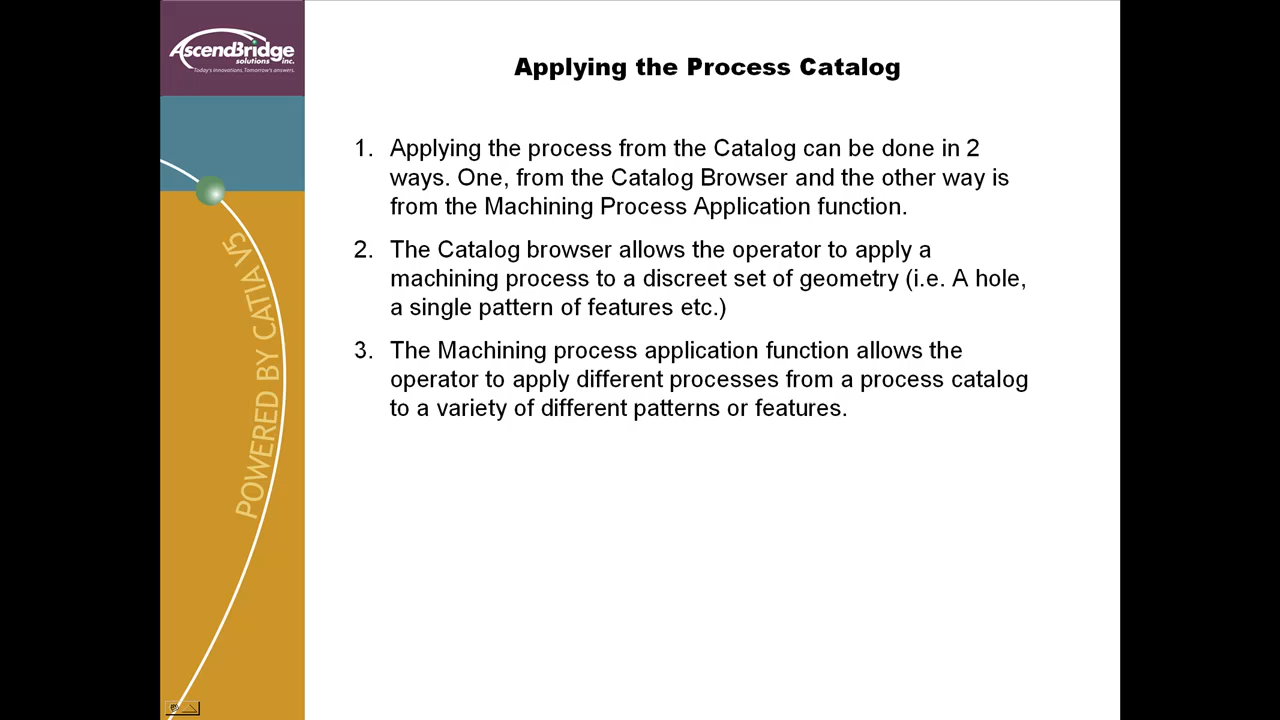 AscendBridge
solutions inc.
Today's innovations. Tomorrow's answers.
Applying the Process Catalog
1. Applying the process from the Catalog can be done in 2
ways. One, from the Catalog Browser and the other way is
from the Machining Process Application function.
2. The Catalog browser allows the operator to apply a
machining process to a discreet set of geometry (i.e. A hole,
a single pattern of features etc.)
3. The Machining process application function allows the
operator to apply different processes from a process catalog
to a variety of different patterns or features.
POWERED BY CATIA V5